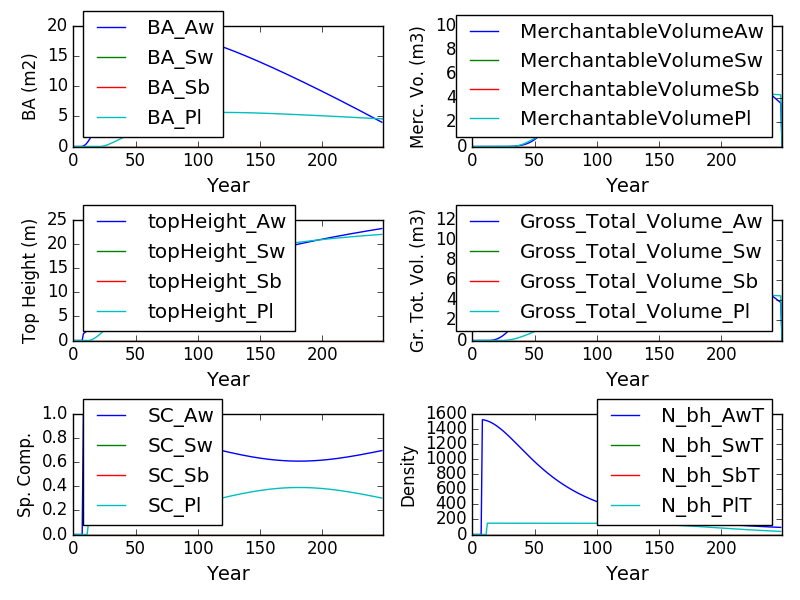 BA (m2)
20
15
10
5
0
BA_Aw
BA_Sw
BA_Sb
BA_Pl
0 50 100 150 200
Year
Merc. Vo. (m3)
10
8
6
4
2
0
MerchantableVolumeAw
MerchantableVolumeSw
MerchantableVolumeSb
MerchantableVolumePl
0 50 100 150 200
Year
Top Height (m)
25
20
15
10
5
0
topHeight_Aw
topHeight_Sw
topHeight_Sb
topHeight_Pl
0 50 100 150 200
Year
Gr. Tot. Vol. (m3)
12
10
8
6
4
2
0
Gross_Total_Volume_Aw
Gross_Total_Volume_Sw
Gross_Total_Volume_Sb
Gross_Total_Volume_Pl
0 50 100 150 200
Year
Sp. Comp.
1.0
0.8
0.6
0.4
0.2
0.0
SC_Aw
SC_Sw
SC_Sb
SC_Pl
0 50 100 150 200
Year
Density
1600
1400
1200
1000
800
600
400
200
0
N_bh_AwT
N_bh_SwT
N_bh_SbT
N_bh_PlT
0 50 100 150 200
Year